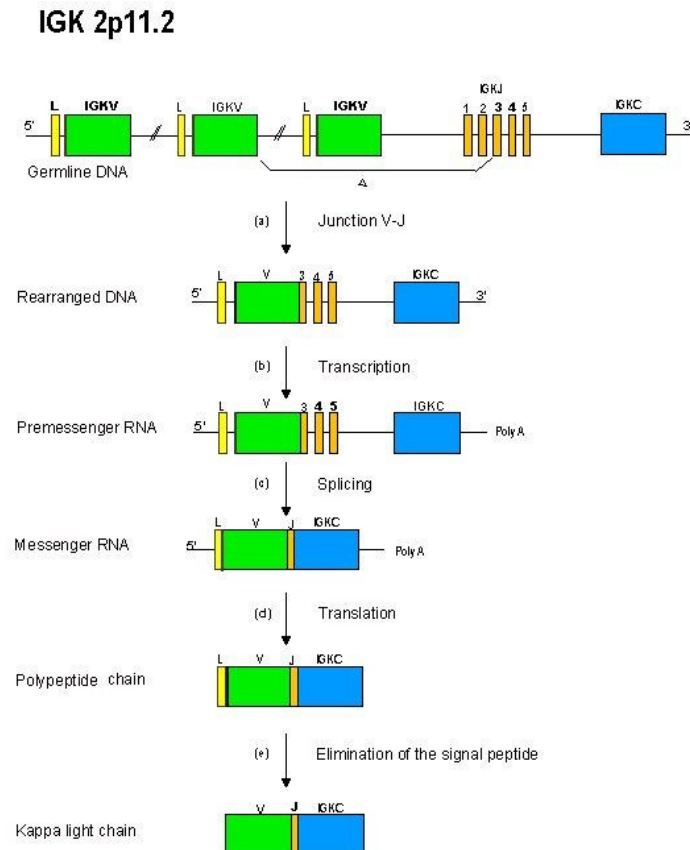 IGK 2p11.2
IGKJ
L IGKV L IGKV L IGKV 1 2 3 4 5 IGKC
5' // // 3'
Germline DNA
Δ
(a) Junction V-J
L V 3 4 5 IGKC
Rearranged DNA 5' 3'
(b) Transcription
L V 3 4 5 IGKC
Premessenger RNA 5' Poly A
(c) Splicing
L V J IGKC
Messenger RNA 5' Poly A
(d) Translation
L V J IGKC
Polypeptide chain
(e) Elimination of the signal peptide
V J IGKC
Kappa light chain